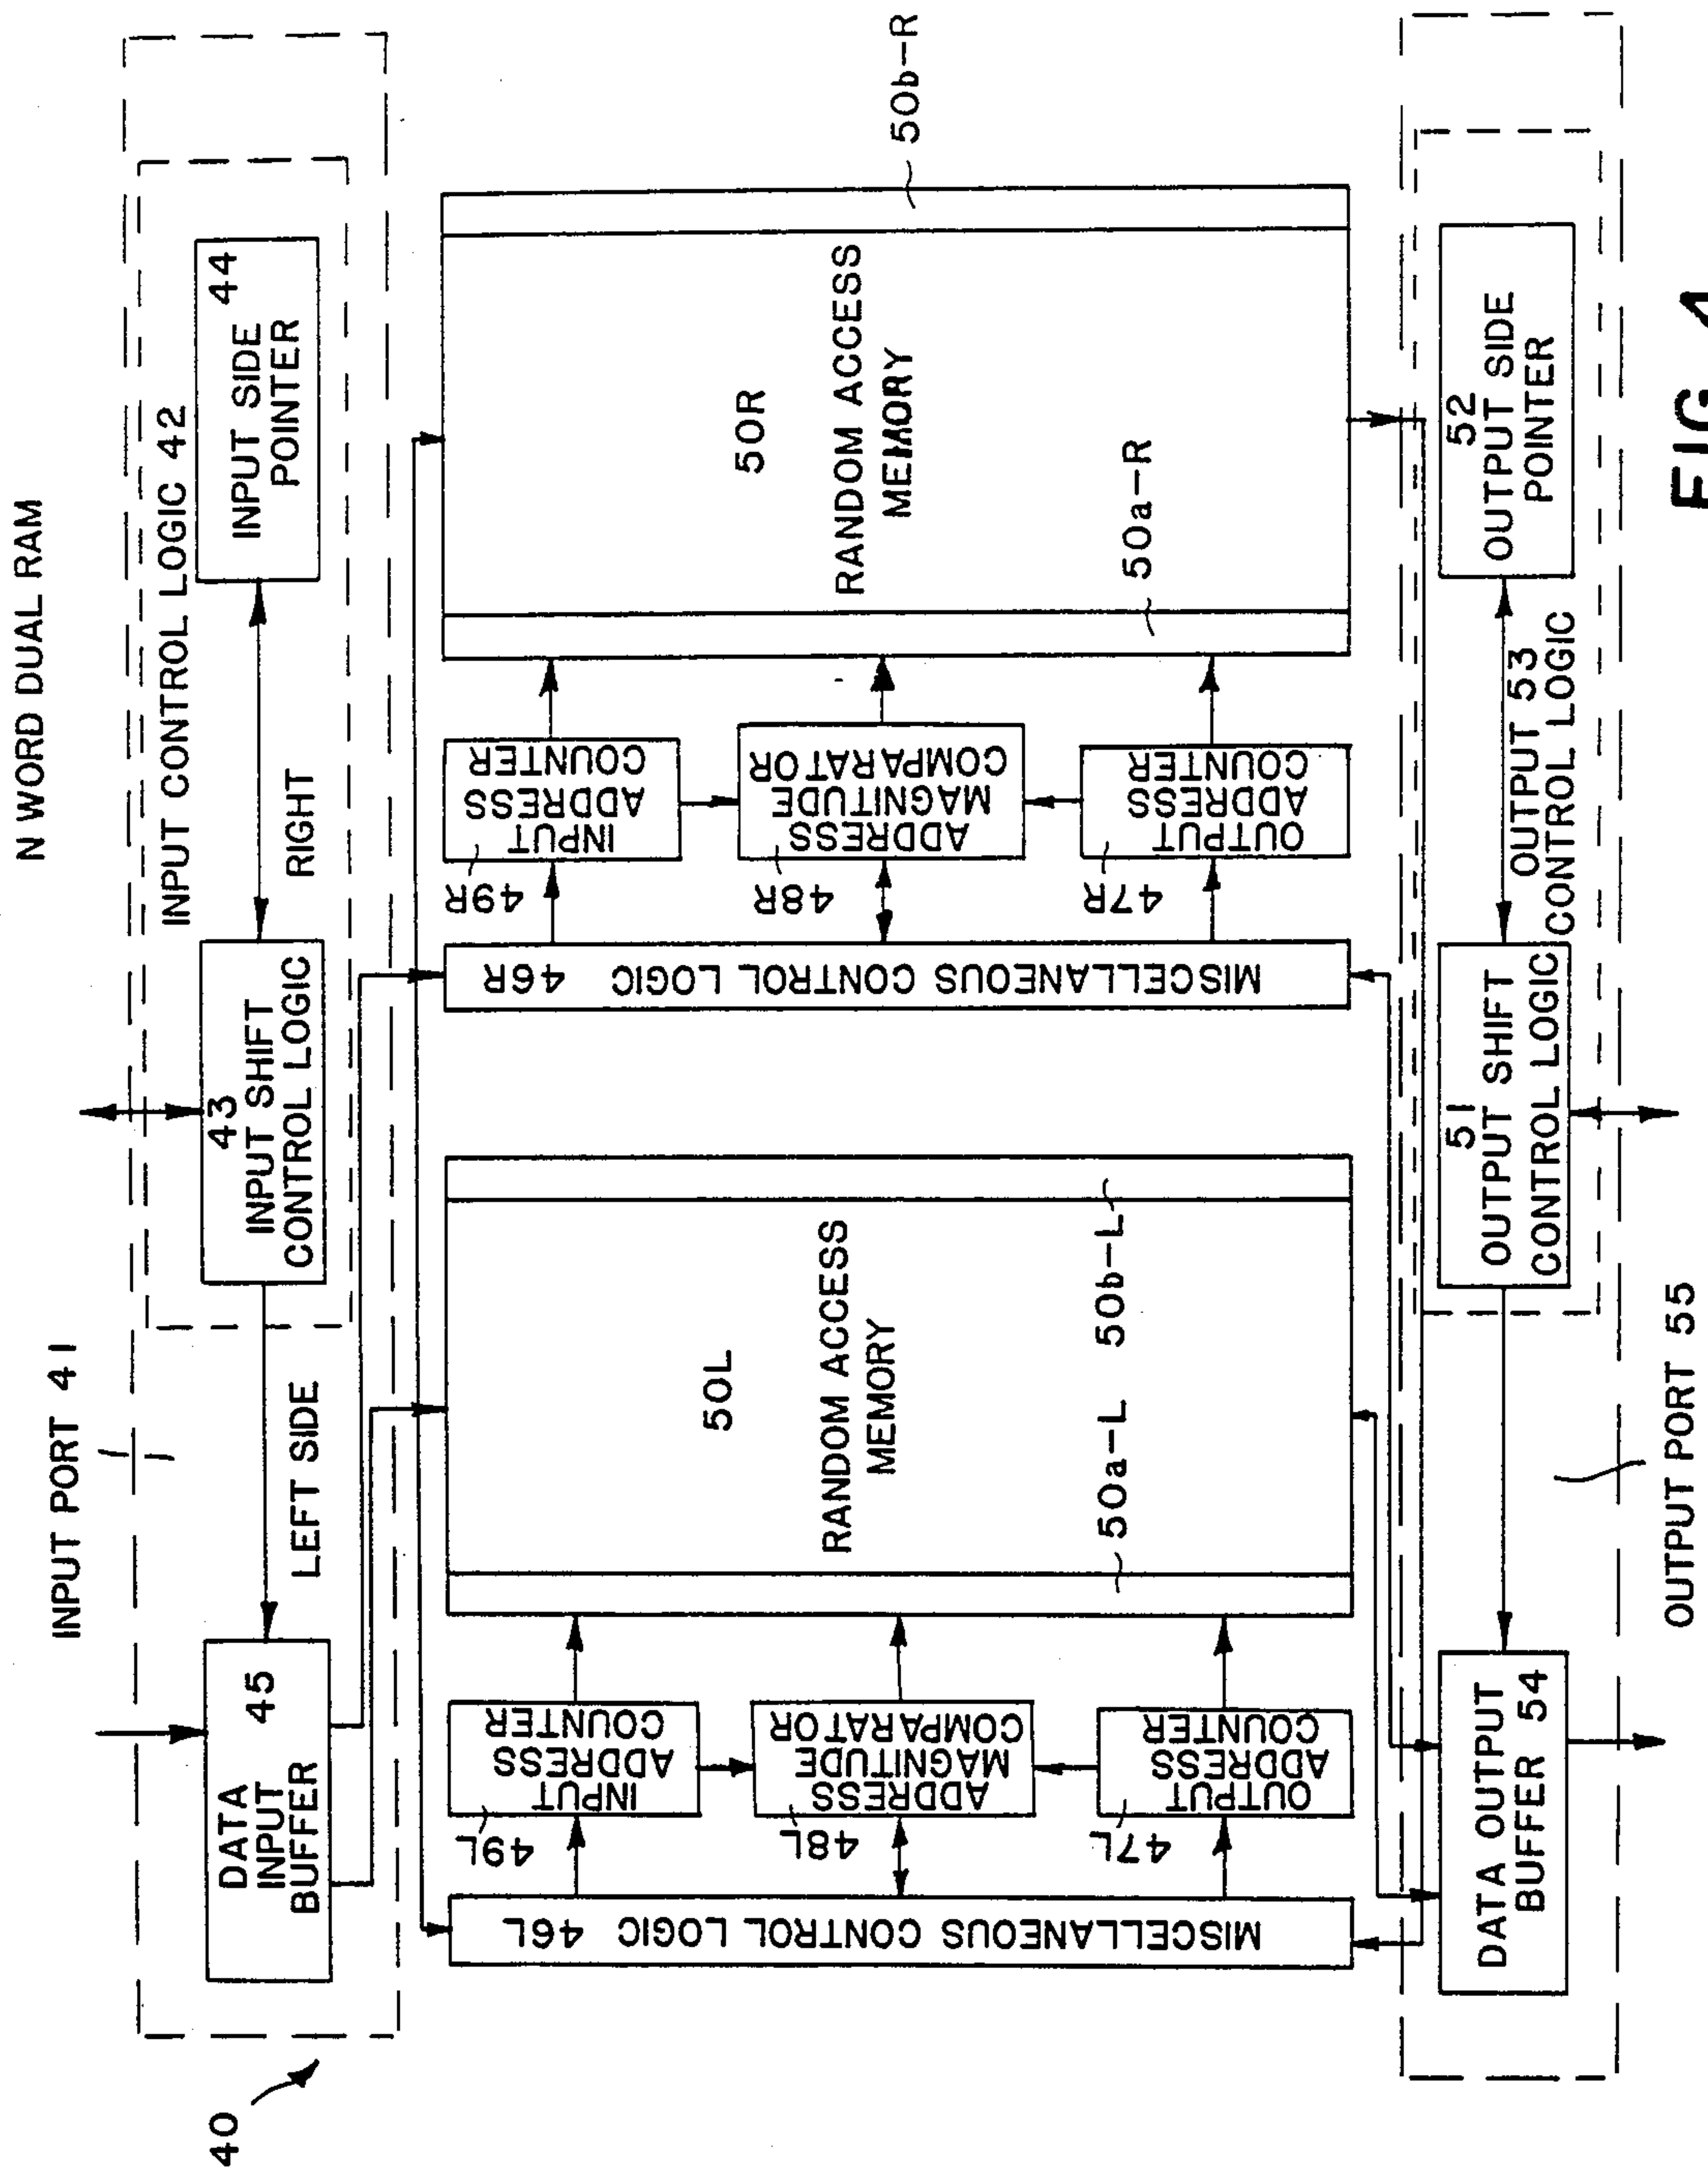 N WORD DUAL RAM
40
INPUT PORT 41
INPUT CONTROL LOGIC 42
DATA
INPUT 45
BUFFER
LEFT SIDE
43
INPUT SHIFT
CONTROL LOGIC
RIGHT
INPUT SIDE 44
POINTER
MISCELLANEOUS CONTROL LOGIC 46L
49L
INPUT
ADDRESS
COUNTER
48L
ADDRESS
MAGNITUDE
COMPARATOR
47L
OUTPUT
ADDRESS
COUNTER
50L
RANDOM ACCESS
MEMORY
50a-L
50b-L
MISCELLANEOUS CONTROL LOGIC 46R
49R
INPUT
ADDRESS
COUNTER
48R
ADDRESS
MAGNITUDE
COMPARATOR
47R
OUTPUT
ADDRESS
COUNTER
50R
RANDOM ACCESS
MEMORY
50a-R
50b-R
DATA OUTPUT
BUFFER 54
51
OUTPUT SHIFT
CONTROL LOGIC
OUTPUT 53
CONTROL LOGIC
52
OUTPUT SIDE
POINTER
OUTPUT PORT 55
FIG. 4